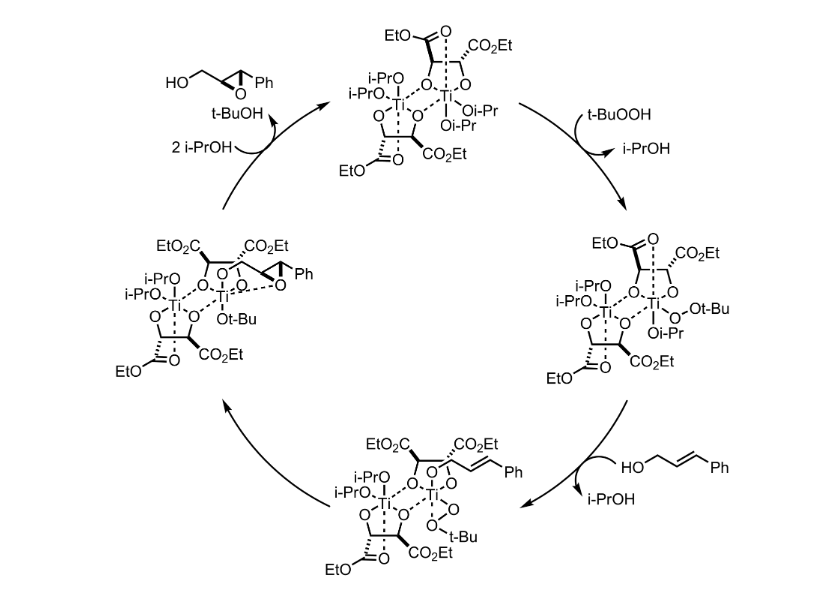 EtO O CO₂Et
i-PrO O O
i-PrO Ti Ti Oi-Pr
O O Oi-Pr
EtO O CO₂Et
t-BuOOH
i-PrOH
EtO O CO₂Et
i-PrO O O
i-PrO Ti Ti O Ot-Bu
O O Oi-Pr
EtO O CO₂Et
HO Ph
i-PrOH
EtO₂C CO₂Et
O Ph
i-PrO O O
i-PrO Ti Ti
O O O
O t-Bu
EtO O CO₂Et
EtO₂C CO₂Et
i-PrO O Ph
i-PrO O O O
Ti Ti
O O Ot-Bu
EtO O CO₂Et
HO O Ph
t-BuOH
2 i-PrOH